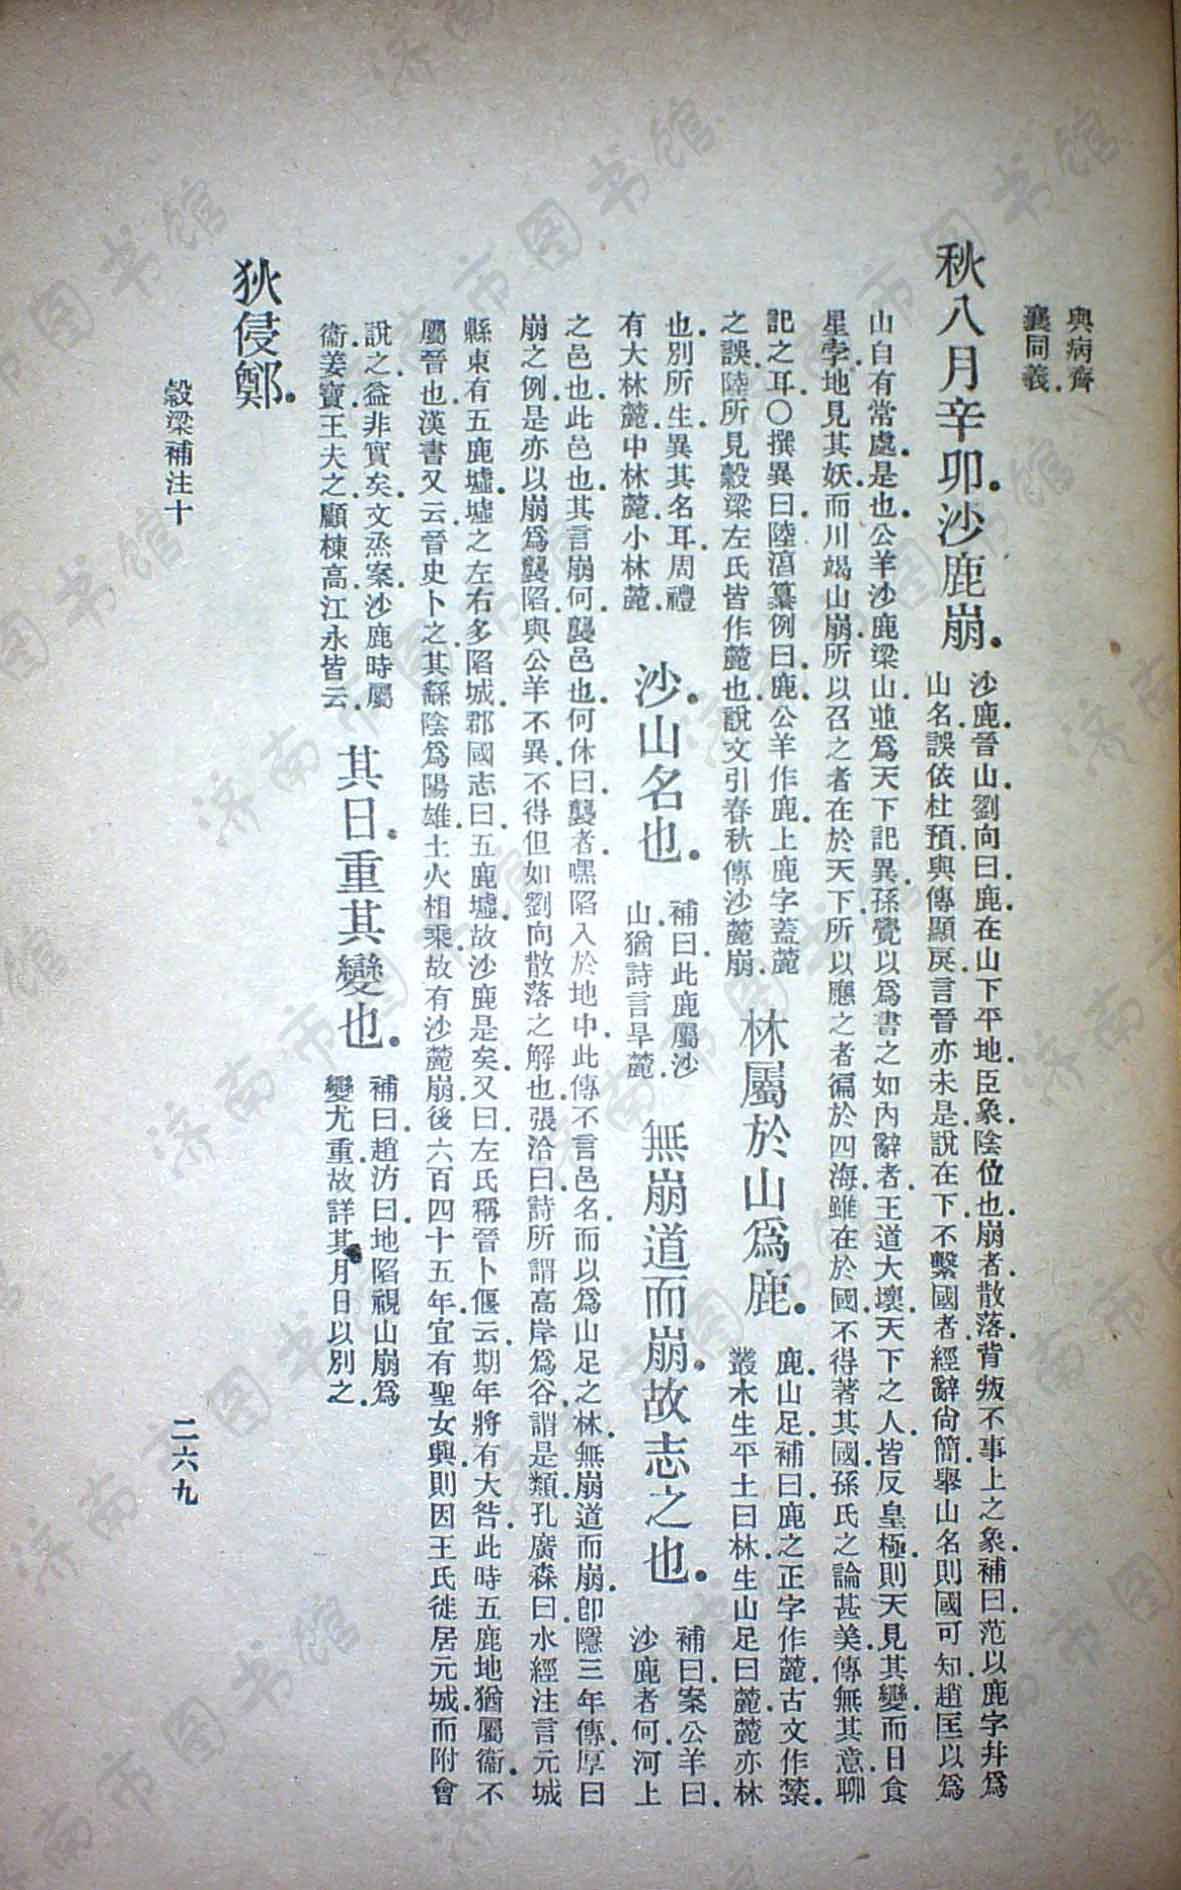 與病齊
襄同義。
秋八月辛卯。沙鹿崩。
沙鹿。晉山。劉向曰。鹿在山下平地。臣象陰位也。崩者。散落。背叛不事上之象。補曰。范以鹿字幷爲
山名。誤依杜預。與傳顯戾。言晉亦未是。說在下。不繫國者。經辭尙簡。舉山名則國可知。趙匡以爲
山自有常處。是也。公羊沙鹿梁山。並爲天下記異。孫覺以爲書之如內辭者。王道大壞。天下之人。皆反皇極。則天見其變。而日食
星孛。地見其妖。而川竭山崩。所以召之者在於天下。所以應之者徧於四海。雖在於國。不得著其國。孫氏之論甚美。傳無其意。聊
記之耳。○撰異曰。陸淳纂例曰。鹿。公羊作鹿。上鹿字蓋麓
之誤。陸所見穀梁左氏皆作麓也。說文引春秋傳沙麓崩。
林屬於山爲鹿。
鹿。山足。補曰。鹿之正字作麓。古文作。
叢木生平土曰林。生山足曰麓。麓亦林
也。別所生異其名耳。周禮
有大林麓。中林麓。小林麓。
沙。山名也。
補曰。此鹿屬沙
山。猶詩言旱麓。
無崩道而崩。故志之也。
補曰。案公羊曰。
沙鹿者何。河上
之邑也。此邑也。其言崩何。襲邑也。何休曰。襲者。嘿陷入於地中。此傳不言邑名。而以爲山足之林。無崩道而崩。卽隱三年傳。厚曰
崩之例。是亦以崩爲襲陷。與公羊不異。不得但如劉向散落之解也。張洽曰。詩所謂高岸爲谷。謂是類。孔廣森曰。水經注言元城
縣東有五鹿墟。墟之左右多陷城。郡國志曰。五鹿墟。故沙鹿是矣。又曰。左氏稱晉卜偃云。期年將有大咎。此時五鹿地猶屬衞。不
屬晉也。漢書又云。晉史卜之。其繇陰爲陽雄。土火相乘。故有沙麓崩。後六百四十五年。宜有聖女興。則因王氏徙居元城。而附會
說之。益非實矣。文烝案。沙鹿時屬
衞。姜寶。王夫之。顧棟高。江永皆云。
其日。重其變也。
補曰。趙汸曰。地陷視山崩爲
變尤重。故詳其月日以別之。
狄侵鄭。
穀梁補注十
二六九
济南市图书馆